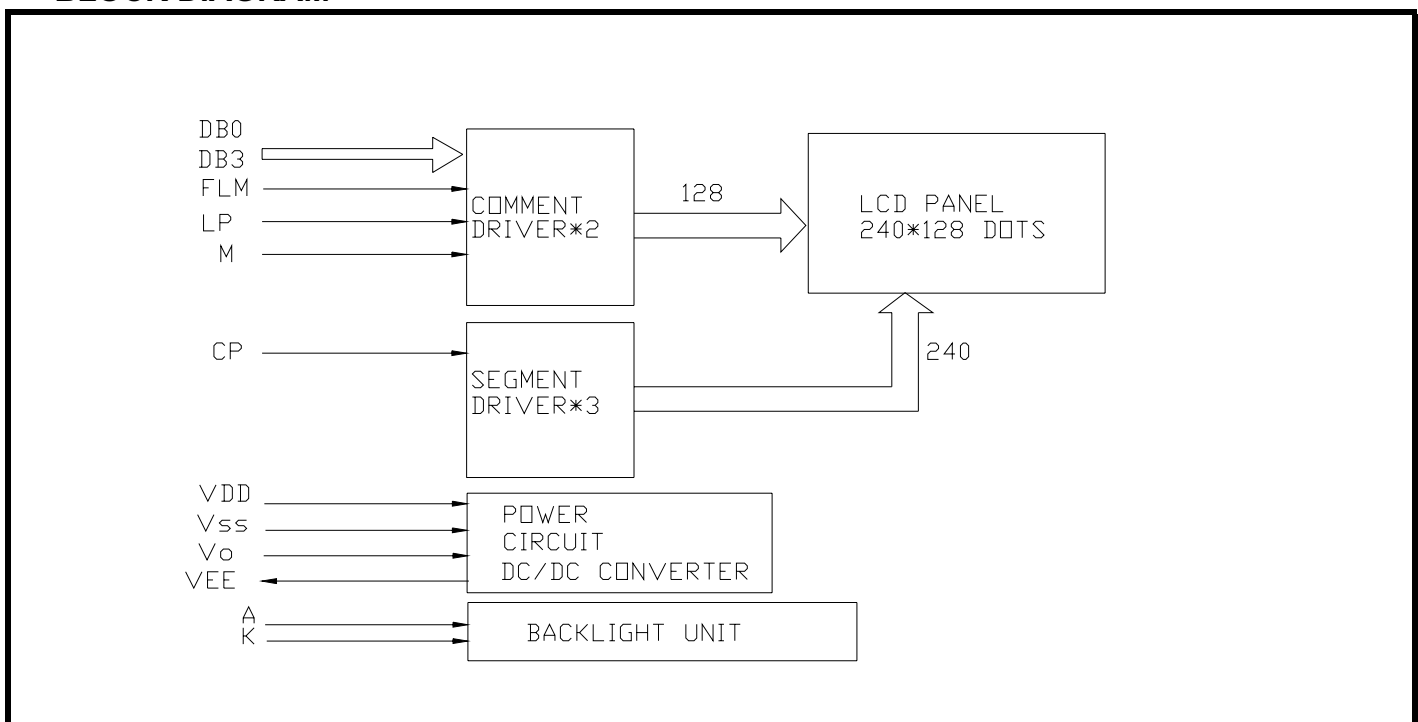 DB0
DB3
FLM
LP
M
COMMENT
DRIVER*2
128
LCD PANEL
240*128 DOTS
CP
SEGMENT
DRIVER*3
240
VDD
Vss
Vo
VEE
POWER
CIRCUIT
DC/DC CONVERTER
A
K
BACKLIGHT UNIT